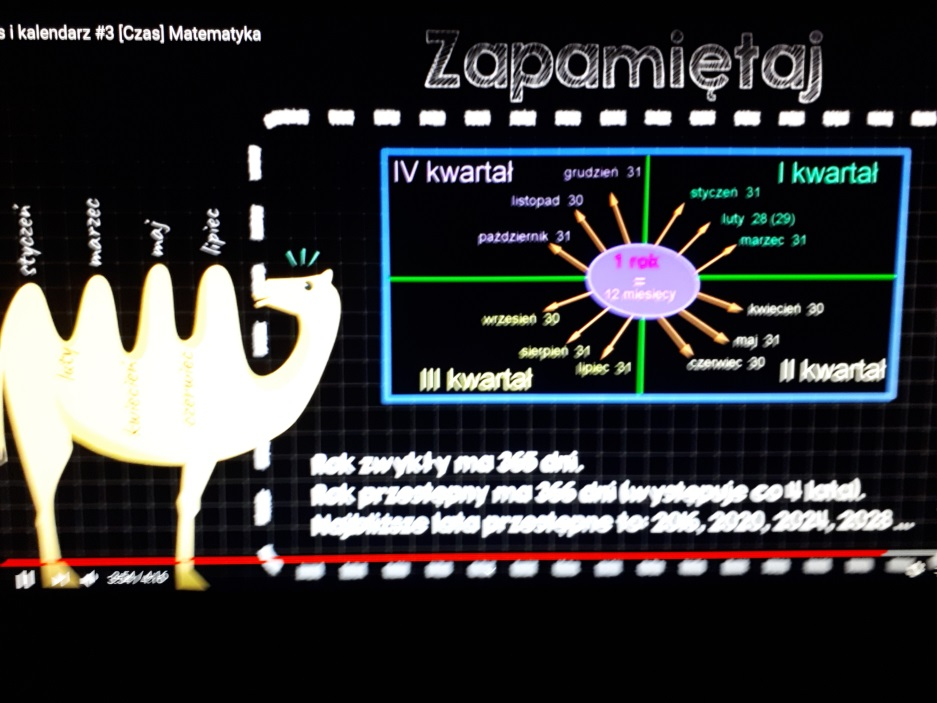 s i kalendarz #3 [Czas] Matematyka
Zapamiętaj
IV kwartał
grudzień 31
listopad 30
październik 31
I kwartał
styczeń 31
luty 28 (29)
marzec 31
1 rok
=
12 miesięcy
wrzesień 30
sierpień 31
lipiec 31
III kwartał
kwiecień 30
maj 31
czerwiec 30
II kwartał
styczeń
marzec
maj
lipiec
luty
kwiecień
czerwiec
Rok zwykły ma 365 dni.
Rok przestępny ma 366 dni (występuje co 4 lata).
Najbliższe lata przestępne to: 2016, 2020, 2024, 2028 ...